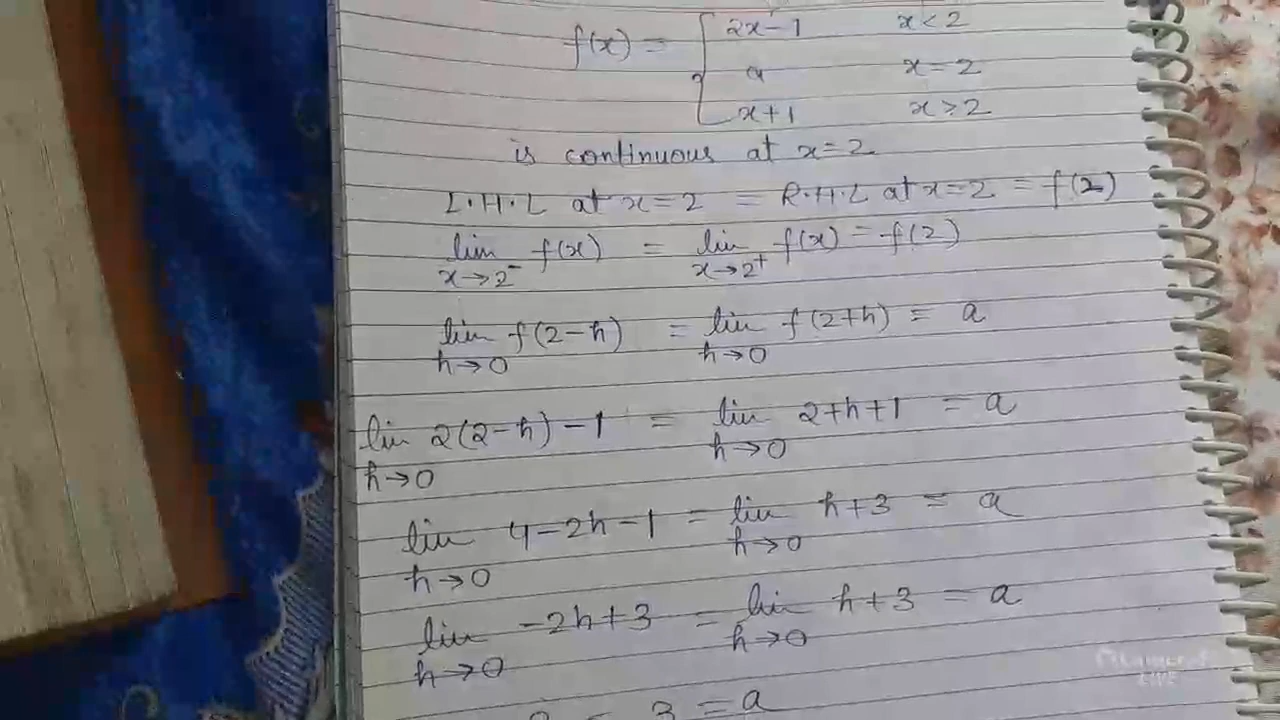 f(x) = { 2x-1 x<2
a x=2
x+1 x>2
is continuous at x=2
L.H.L at x=2 = R.H.L at x=2 = f(2)
lim x→2⁻ f(x) = lim x→2⁺ f(x) = f(2)
lim h→0 f(2-h) = lim h→0 f(2+h) = a
lim h→0 2(2-h)-1 = lim h→0 2+h+1 = a
lim h→0 4-2h-1 = lim h→0 h+3 = a
lim h→0 -2h+3 = lim h→0 h+3 = a
3 = 3 = a
LIVE